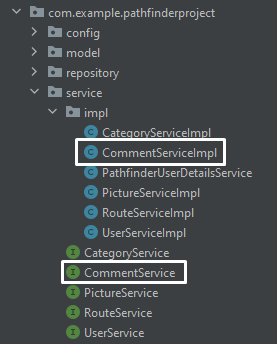 com.example.pathfinderproject
config
model
repository
service
impl
CategoryServiceImpl
CommentServiceImpl
PathfinderUserDetailsService
PictureServiceImpl
RouteServiceImpl
UserServiceImpl
CategoryService
CommentService
PictureService
RouteService
UserService